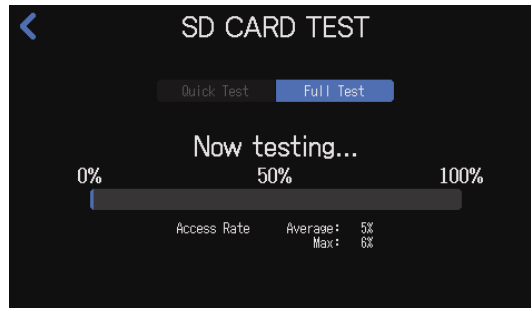 SD CARD TEST
Quick Test Full Test
Now testing...
0% 50% 100%
Access Rate Average: 5%
Max: 6%